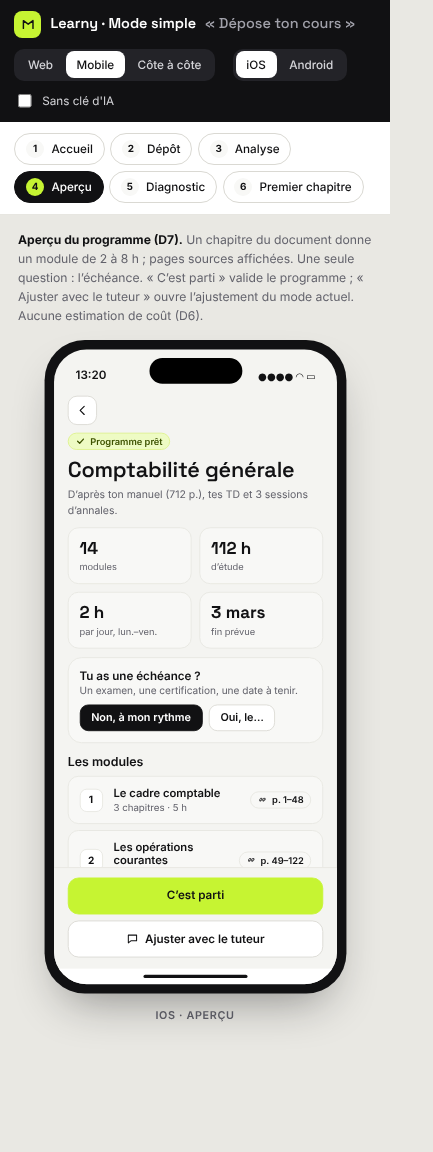 Learny · Mode simple « Dépose ton cours »
Web Mobile Côte à côte iOS Android
Sans clé d'IA
1 Accueil 2 Dépôt 3 Analyse
4 Aperçu 5 Diagnostic 6 Premier chapitre
Aperçu du programme (D7). Un chapitre du document donne
un module de 2 à 8 h ; pages sources affichées. Une seule
question : l'échéance. « C'est parti » valide le programme ; «
Ajuster avec le tuteur » ouvre l'ajustement du mode actuel.
Aucune estimation de coût (D6).
13:20
Programme prêt
Comptabilité générale
D'après ton manuel (712 p.), tes TD et 3 sessions
d'annales.
14 112 h
modules d'étude
2 h 3 mars
par jour, lun.–ven. fin prévue
Tu as une échéance ?
Un examen, une certification, une date à tenir.
Non, à mon rythme Oui, le…
Les modules
1 Le cadre comptable p. 1–48
3 chapitres · 5 h
Les opérations
2 courantes p. 49–122
C'est parti
Ajuster avec le tuteur
IOS · APERÇU